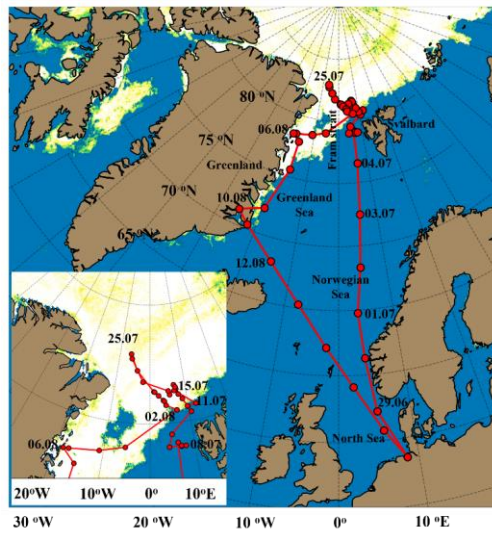 25.07
80 °N
06.08
Fram Strait
Svalbard
75 °N
Greenland
04.07
70 °N
10.08
Greenland
Sea
03.07
65 °N
12.08
Norwegian
Sea
01.07
25.07
15.07
11.07
02.08
29.06
06.08
08.07
North Sea
20°W
10°W
0°
10°E
30 °W
20 °W
10 °W
0°
10 °E